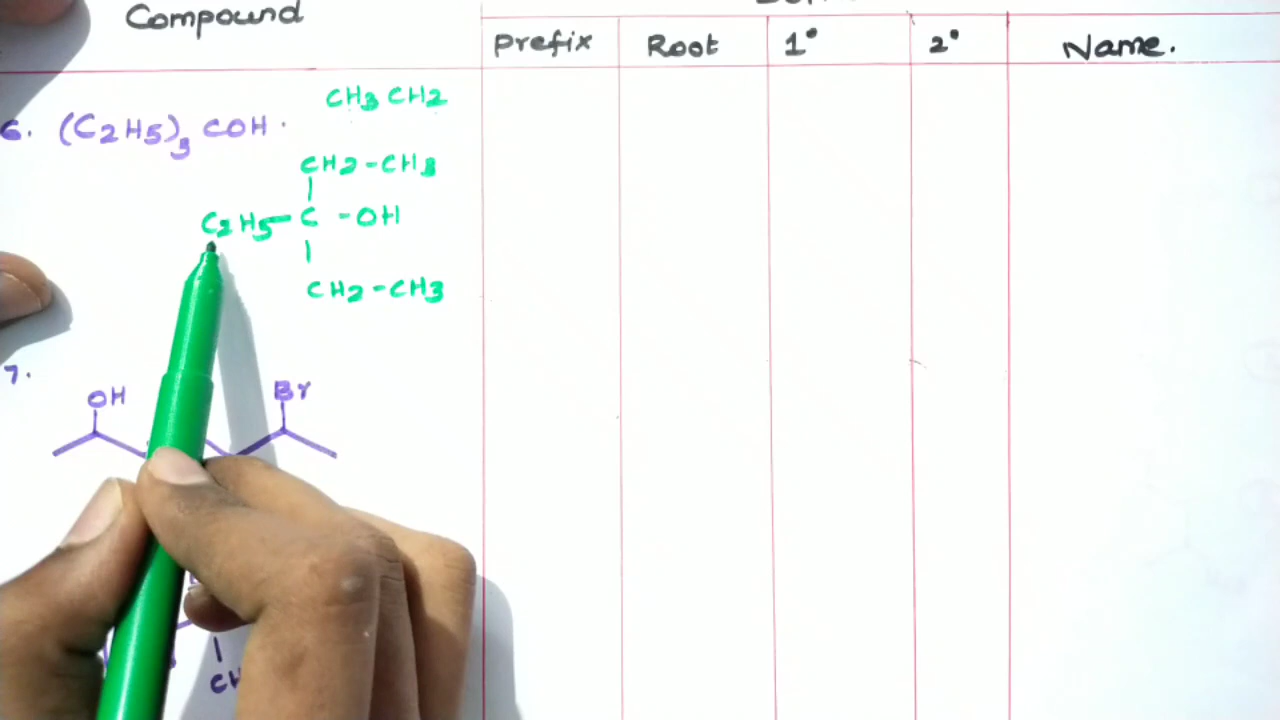 Compound
Prefix Root 1° 2° Name.
CH3 CH2
6. (C2H5)3 COH.
CH2-CH3
|
C2H5-C-OH
|
CH2-CH3
7.
OH Br